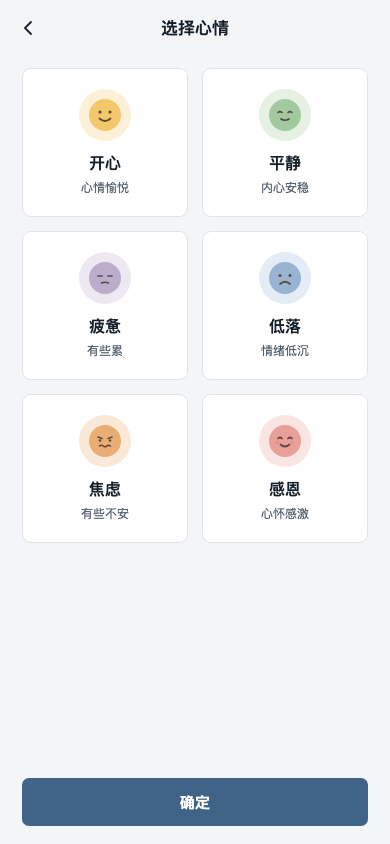 选择心情
开心
心情愉悦
平静
内心安稳
疲惫
有些累
低落
情绪低沉
焦虑
有些不安
感恩
心怀感激
确定